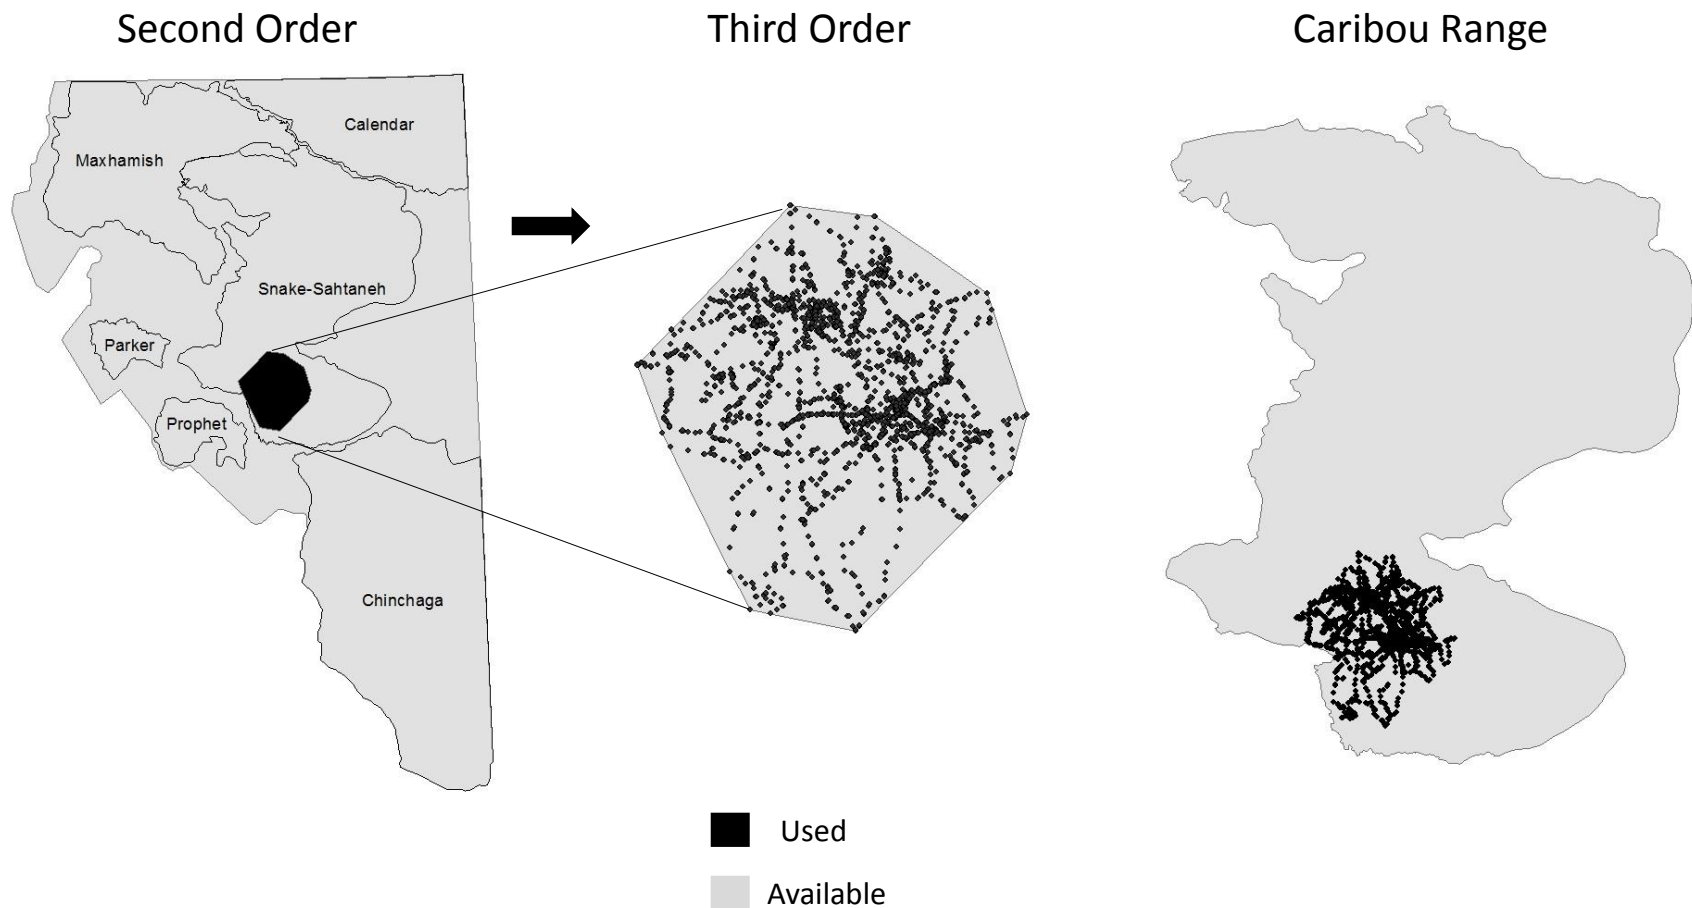 Second Order
Third Order
Caribou Range
Calendar
Maxhamish
Snake-Sahtaneh
Parker
Prophet
Chinchaga
Used
Available